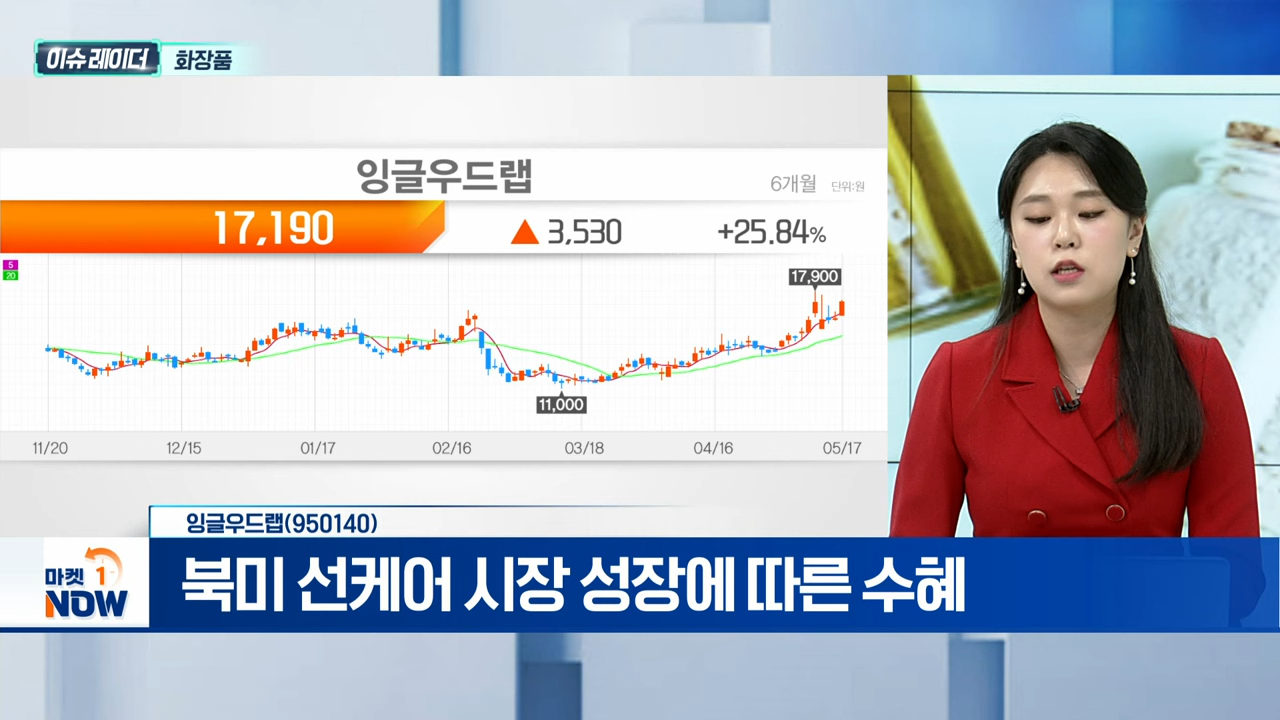 이슈 레이더 화장품
잉글우드랩
6개월 단위:원
17,190 ▲ 3,530 +25.84%
5
20
17,900
11,000
11/20 12/15 01/17 02/16 03/18 04/16 05/17
잉글우드랩(950140)
마켓 1
NOW
북미 선케어 시장 성장에 따른 수혜